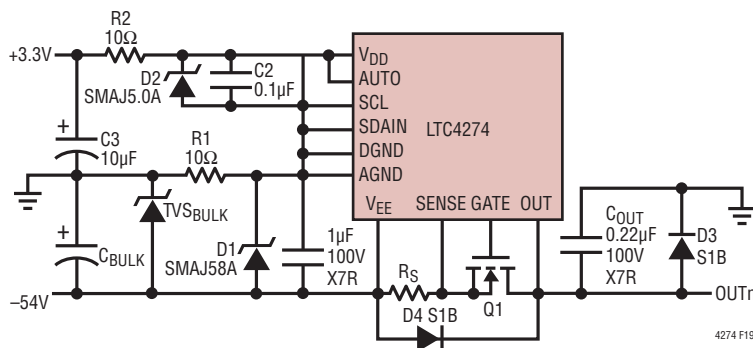 R2
10Ω
+3.3V
VDD
AUTO
D2
SMAJ5.0A
C2
0.1µF
SCL
SDAIN
LTC4274
+
C3
10µF
R1
10Ω
DGND
AGND
VEE SENSE GATE OUT
TVSBULK
+
CBULK
D1
SMAJ58A
1µF
100V
X7R
COUT
0.22µF
100V
X7R
D3
S1B
RS
–54V
Q1
OUTn
D4 S1B
4274 F19